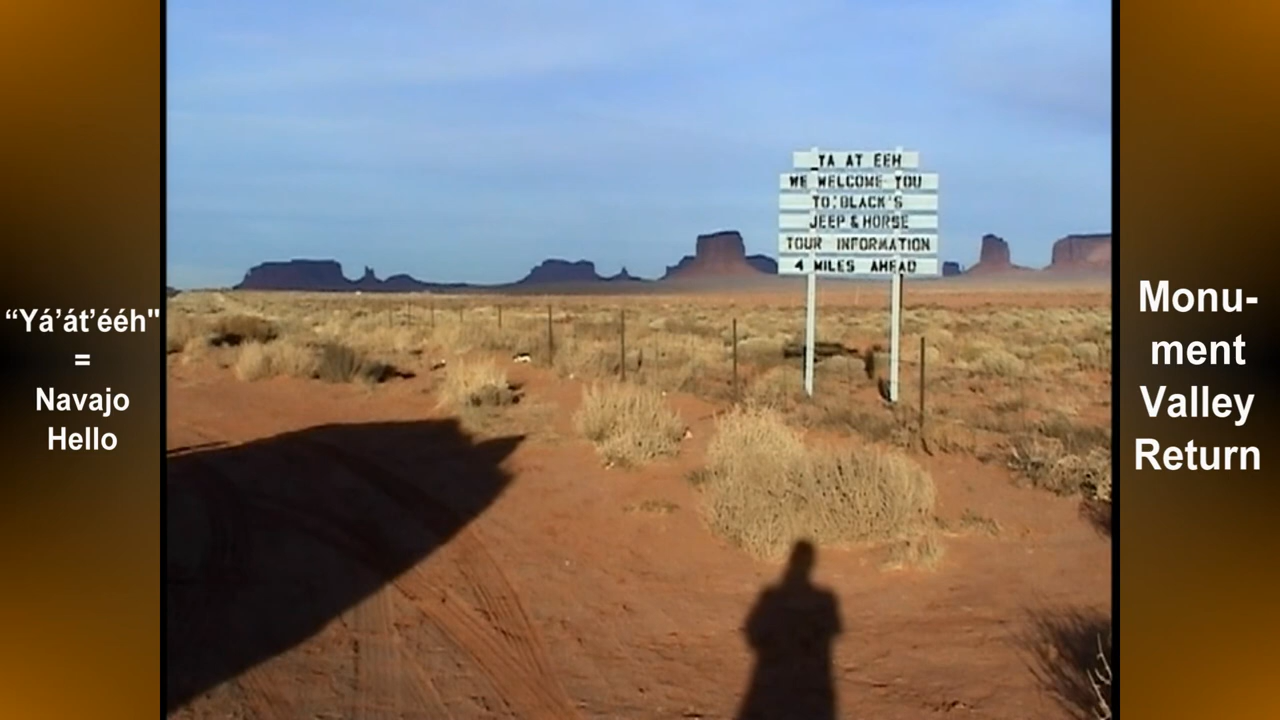 “Yá’át’ééh"
=
Navajo
Hello
YA AT EEH
WE WELCOME YOU
TO BLACK'S
JEEP & HORSE
TOUR INFORMATION
4 MILES AHEAD
Monu-
ment
Valley
Return